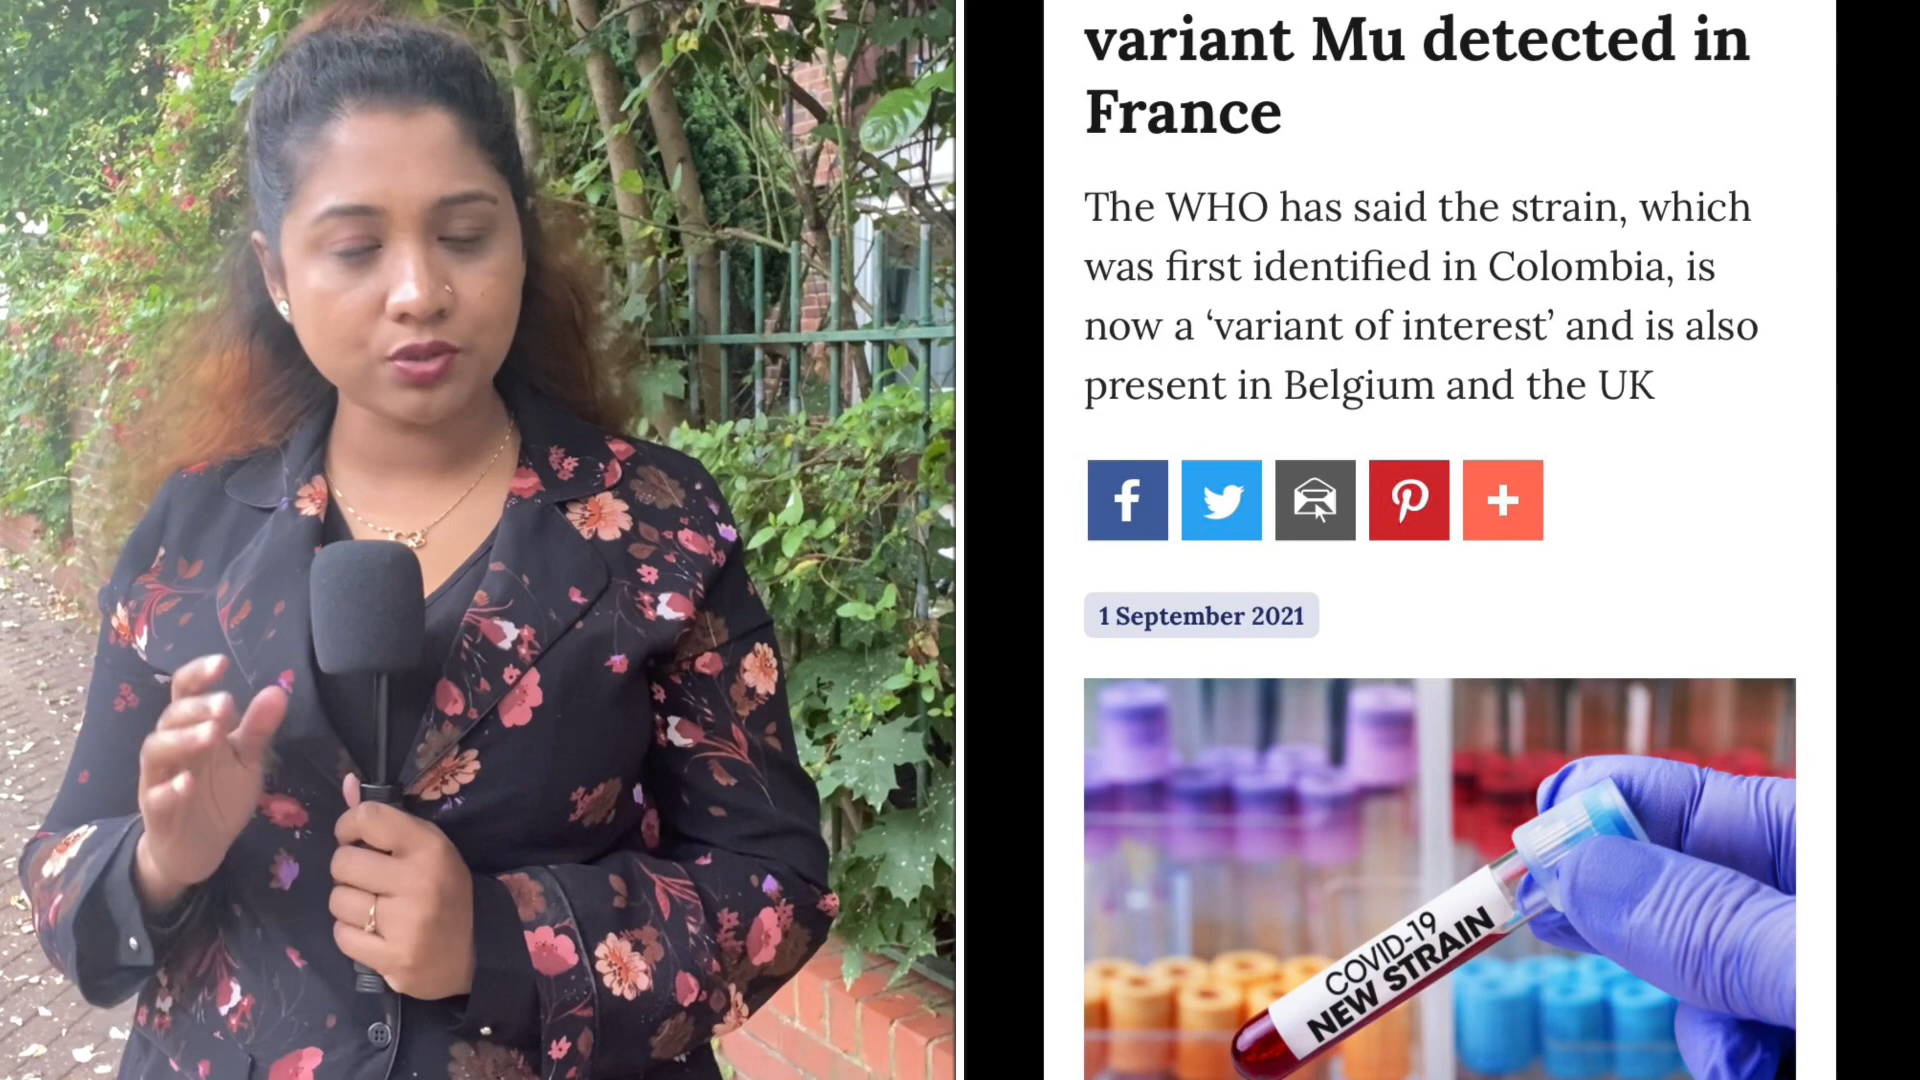 variant Mu detected in
France
The WHO has said the strain, which
was first identified in Colombia, is
now a ‘variant of interest’ and is also
present in Belgium and the UK
1 September 2021
COVID-19
NEW STRAIN